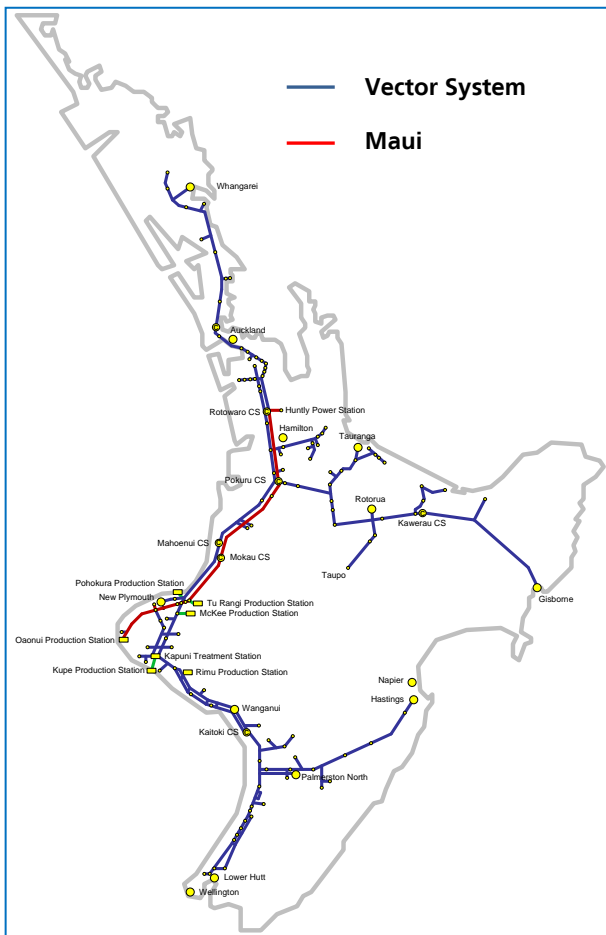 Vector System
Maui
Whangarei
Auckland
Rotowaro CS
Huntly Power Station
Hamilton
Tauranga
Pokuru CS
Rotorua
Kawerau CS
Mahoenui CS
Mokau CS
Taupo
Pohokura Production Station
Gisborne
New Plymouth
Tu Rangi Production Station
McKee Production Station
Oaonui Production Station
Kapuni Treatment Station
Kupe Production Station
Rimu Production Station
Napier
Hastings
Wanganui
Kaitoki CS
Palmerston North
Lower Hutt
Wellington